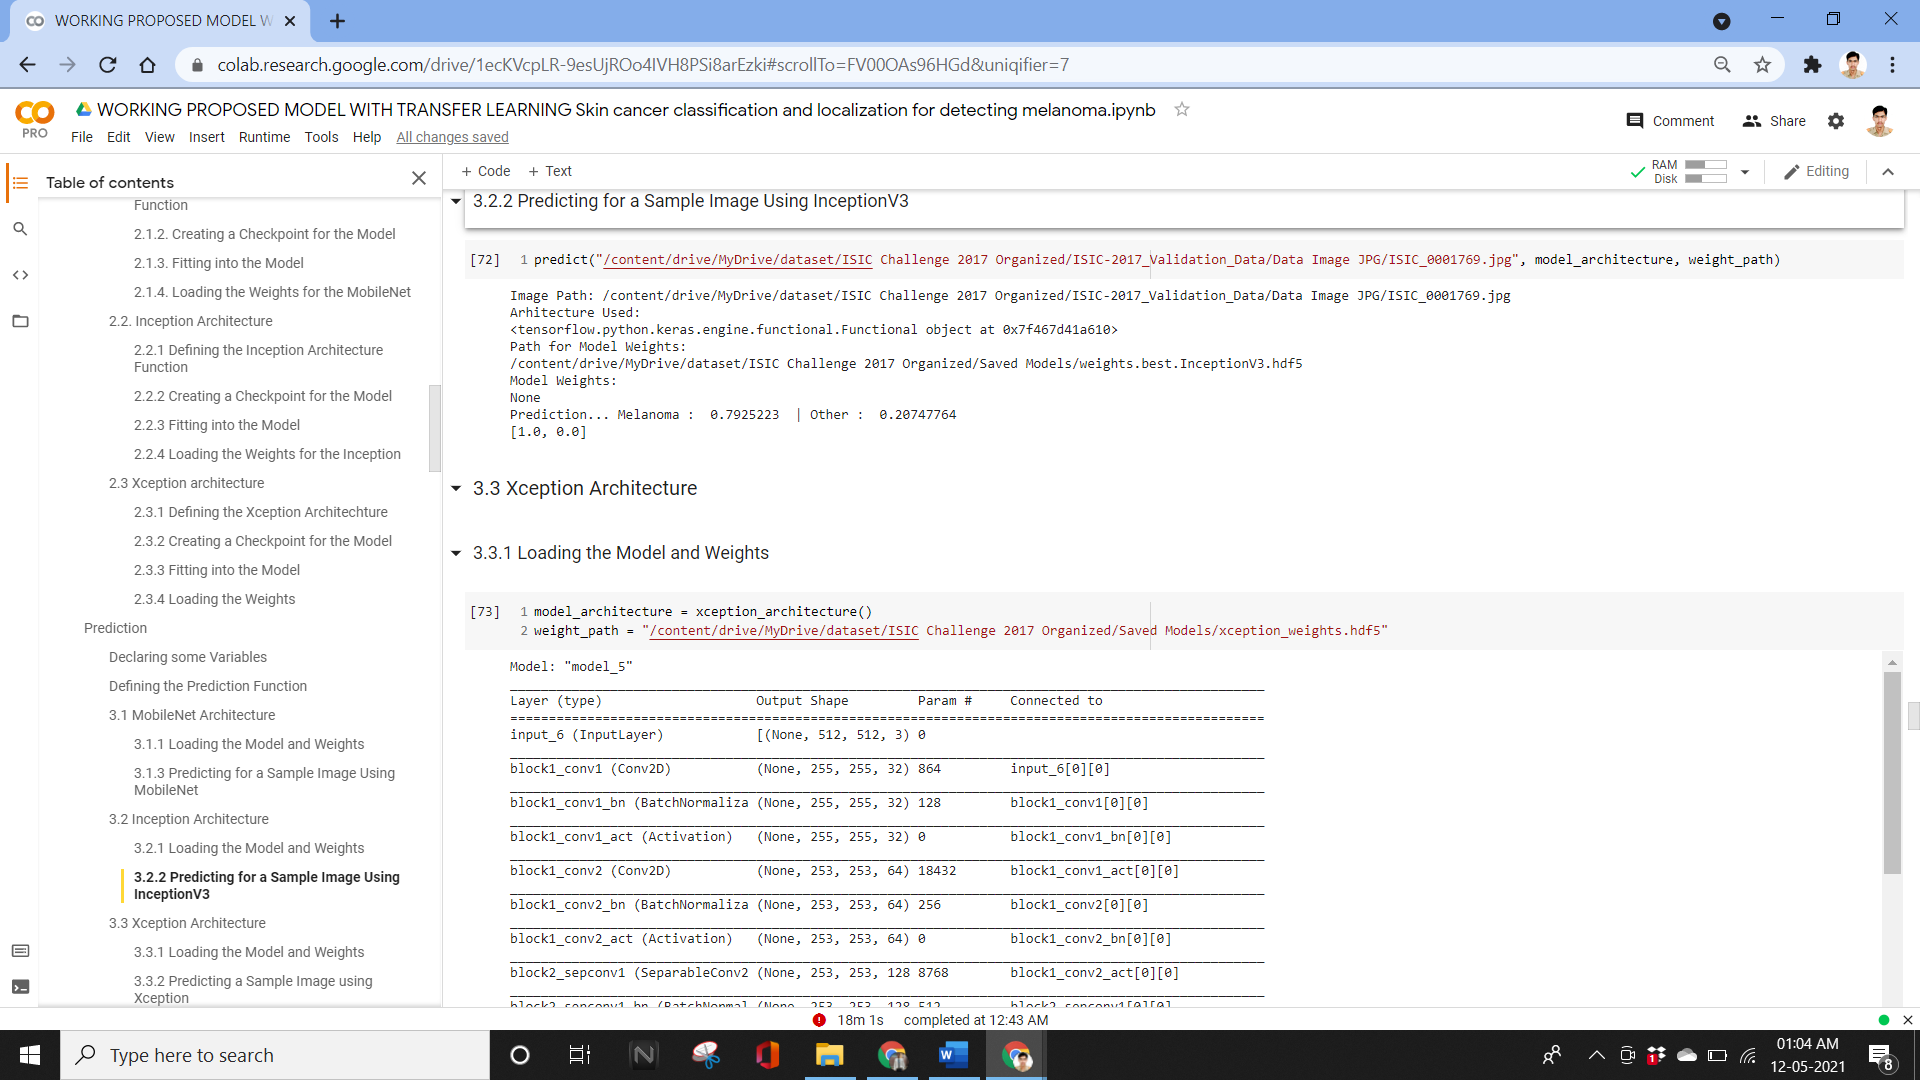 WORKING PROPOSED MODEL W
colab.research.google.com/drive/1ecKVcpLR-9esUjROo4IVH8PSi8arEzki#scrollTo=FV00OAs96HGd&uniqifier=7
CO
PRO
WORKING PROPOSED MODEL WITH TRANSFER LEARNING Skin cancer classification and localization for detecting melanoma.ipynb
File Edit View Insert Runtime Tools Help All changes saved
Comment Share
Table of contents
Function
2.1.2. Creating a Checkpoint for the Model
2.1.3. Fitting into the Model
2.1.4. Loading the Weights for the MobileNet
2.2. Inception Architecture
2.2.1 Defining the Inception Architecture
Function
2.2.2 Creating a Checkpoint for the Model
2.2.3 Fitting into the Model
2.2.4 Loading the Weights for the Inception
2.3 Xception architecture
2.3.1 Defining the Xception Architechture
2.3.2 Creating a Checkpoint for the Model
2.3.3 Fitting into the Model
2.3.4 Loading the Weights
Prediction
Declaring some Variables
Defining the Prediction Function
3.1 MobileNet Architecture
3.1.1 Loading the Model and Weights
3.1.3 Predicting for a Sample Image Using
MobileNet
3.2 Inception Architecture
3.2.1 Loading the Model and Weights
3.2.2 Predicting for a Sample Image Using
InceptionV3
3.3 Xception Architecture
3.3.1 Loading the Model and Weights
3.3.2 Predicting a Sample Image using
Xception
+ Code + Text
RAM
Disk
Editing
3.2.2 Predicting for a Sample Image Using InceptionV3
[72] 1 predict("/content/drive/MyDrive/dataset/ISIC Challenge 2017 Organized/ISIC-2017_Validation_Data/Data Image JPG/ISIC_0001769.jpg", model_architecture, weight_path)
Image Path: /content/drive/MyDrive/dataset/ISIC Challenge 2017 Organized/ISIC-2017_Validation_Data/Data Image JPG/ISIC_0001769.jpg
Arhitecture Used:
<tensorflow.python.keras.engine.functional.Functional object at 0x7f467d41a610>
Path for Model Weights:
/content/drive/MyDrive/dataset/ISIC Challenge 2017 Organized/Saved Models/weights.best.InceptionV3.hdf5
Model Weights:
None
Prediction... Melanoma : 0.7925223 | Other : 0.20747764
[1.0, 0.0]
3.3 Xception Architecture
3.3.1 Loading the Model and Weights
[73] 1 model_architecture = xception_architecture()
2 weight_path = "/content/drive/MyDrive/dataset/ISIC Challenge 2017 Organized/Saved Models/xception_weights.hdf5"
Model: "model_5"
Layer (type) Output Shape Param # Connected to
==================================================================================================
input_6 (InputLayer) [(None, 512, 512, 3) 0
block1_conv1 (Conv2D) (None, 255, 255, 32) 864 input_6[0][0]
block1_conv1_bn (BatchNormaliza (None, 255, 255, 32) 128 block1_conv1[0][0]
block1_conv1_act (Activation) (None, 255, 255, 32) 0 block1_conv1_bn[0][0]
block1_conv2 (Conv2D) (None, 253, 253, 64) 18432 block1_conv1_act[0][0]
block1_conv2_bn (BatchNormaliza (None, 253, 253, 64) 256 block1_conv2[0][0]
block1_conv2_act (Activation) (None, 253, 253, 64) 0 block1_conv2_bn[0][0]
block2_sepconv1 (SeparableConv2 (None, 253, 253, 128 8768 block1_conv2_act[0][0]
block2_sepconv1_bn (BatchNormal (None, 253, 253, 128 512 block2_sepconv1[0][0]
18m 1s completed at 12:43 AM
Type here to search
01:04 AM
12-05-2021
8